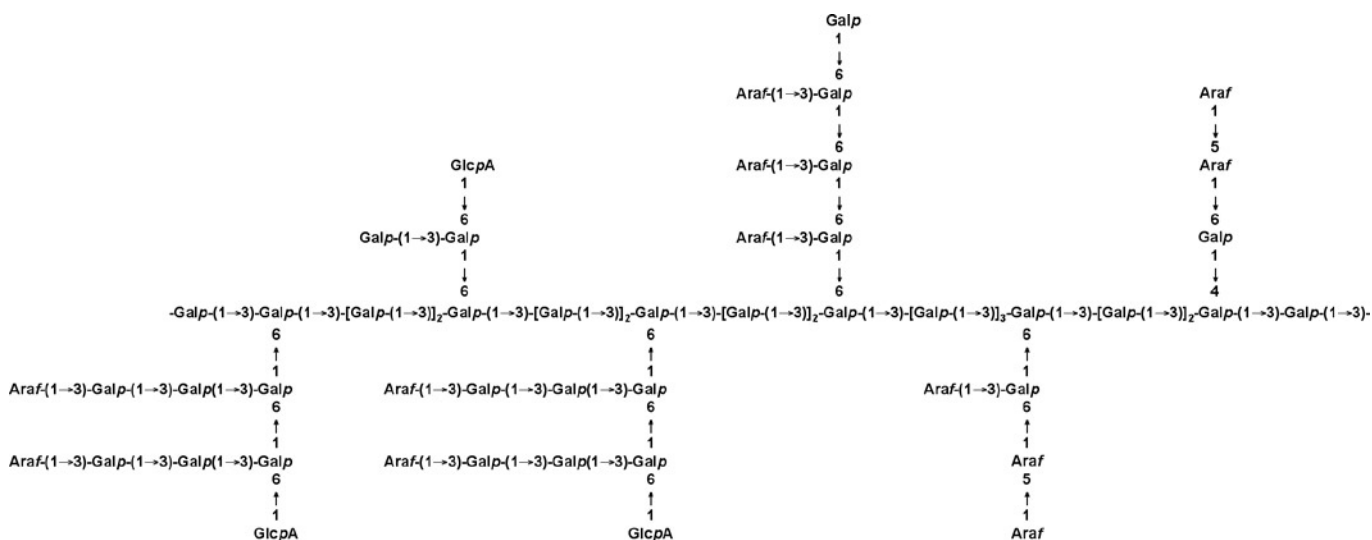 Galp
1
↓
6
Araf-(1→3)-Galp Araf
1 1
↓ ↓
6 5
GlcpA Araf-(1→3)-Galp Araf
1 1 1
↓ ↓ ↓
6 6 6
Galp-(1→3)-Galp Araf-(1→3)-Galp Galp
1 1 1
↓ ↓ ↓
6 6 4
-Galp-(1→3)-Galp-(1→3)-[Galp-(1→3)]₂-Galp-(1→3)-[Galp-(1→3)]₂-Galp-(1→3)-[Galp-(1→3)]₂-Galp-(1→3)-[Galp-(1→3)]₃-Galp-(1→3)-[Galp-(1→3)]₂-Galp-(1→3)-Galp-(1→3)-
6 6 6
↑ ↑ ↑
1 1 1
Araf-(1→3)-Galp-(1→3)-Galp(1→3)-Galp Araf-(1→3)-Galp-(1→3)-Galp(1→3)-Galp Araf-(1→3)-Galp
6 6 6
↑ ↑ ↑
1 1 1
Araf-(1→3)-Galp-(1→3)-Galp(1→3)-Galp Araf-(1→3)-Galp-(1→3)-Galp(1→3)-Galp Araf
6 6 5
↑ ↑ ↑
1 1 1
GlcpA GlcpA Araf